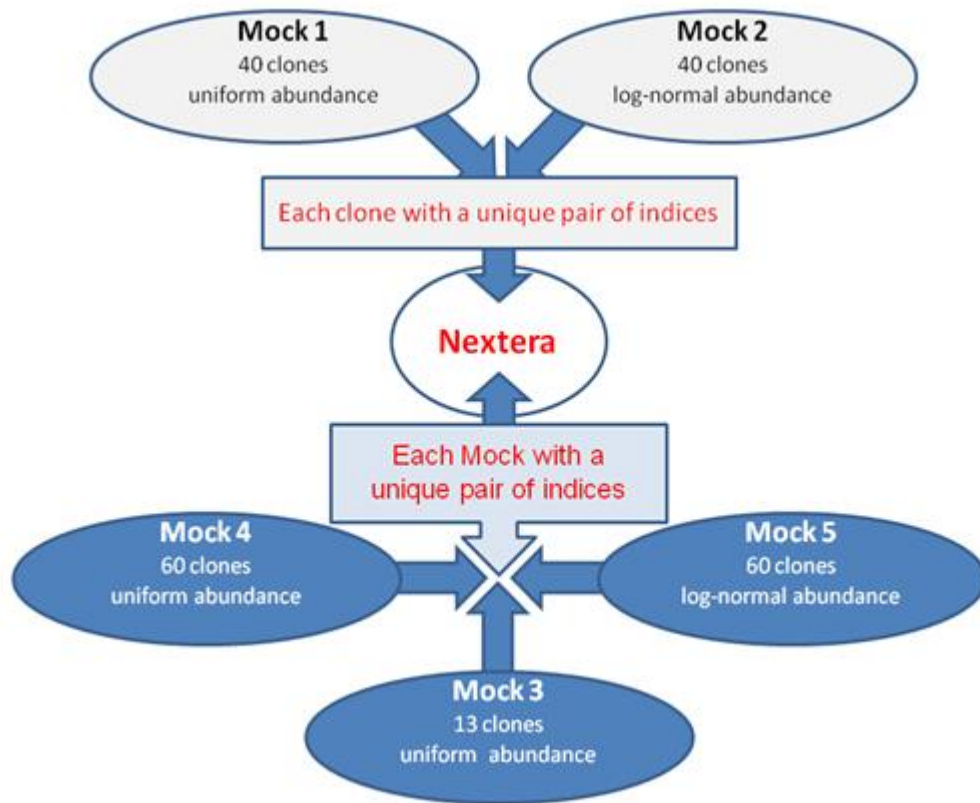 Mock 1
40 clones
uniform abundance
Mock 2
40 clones
log-normal abundance
Each clone with a unique pair of indices
Nextera
Each Mock with a
unique pair of indices
Mock 4
60 clones
uniform abundance
Mock 5
60 clones
log-normal abundance
Mock 3
13 clones
uniform abundance